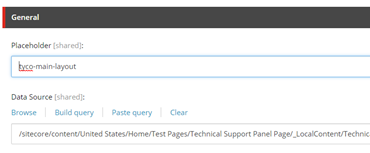 General
Placeholder [shared]:
tyco-main-layout
Data Source [shared]:
Browse Build query Paste query Clear
/sitecore/content/United States/Home/Test Pages/Technical Support Panel Page/_LocalContent/Technic